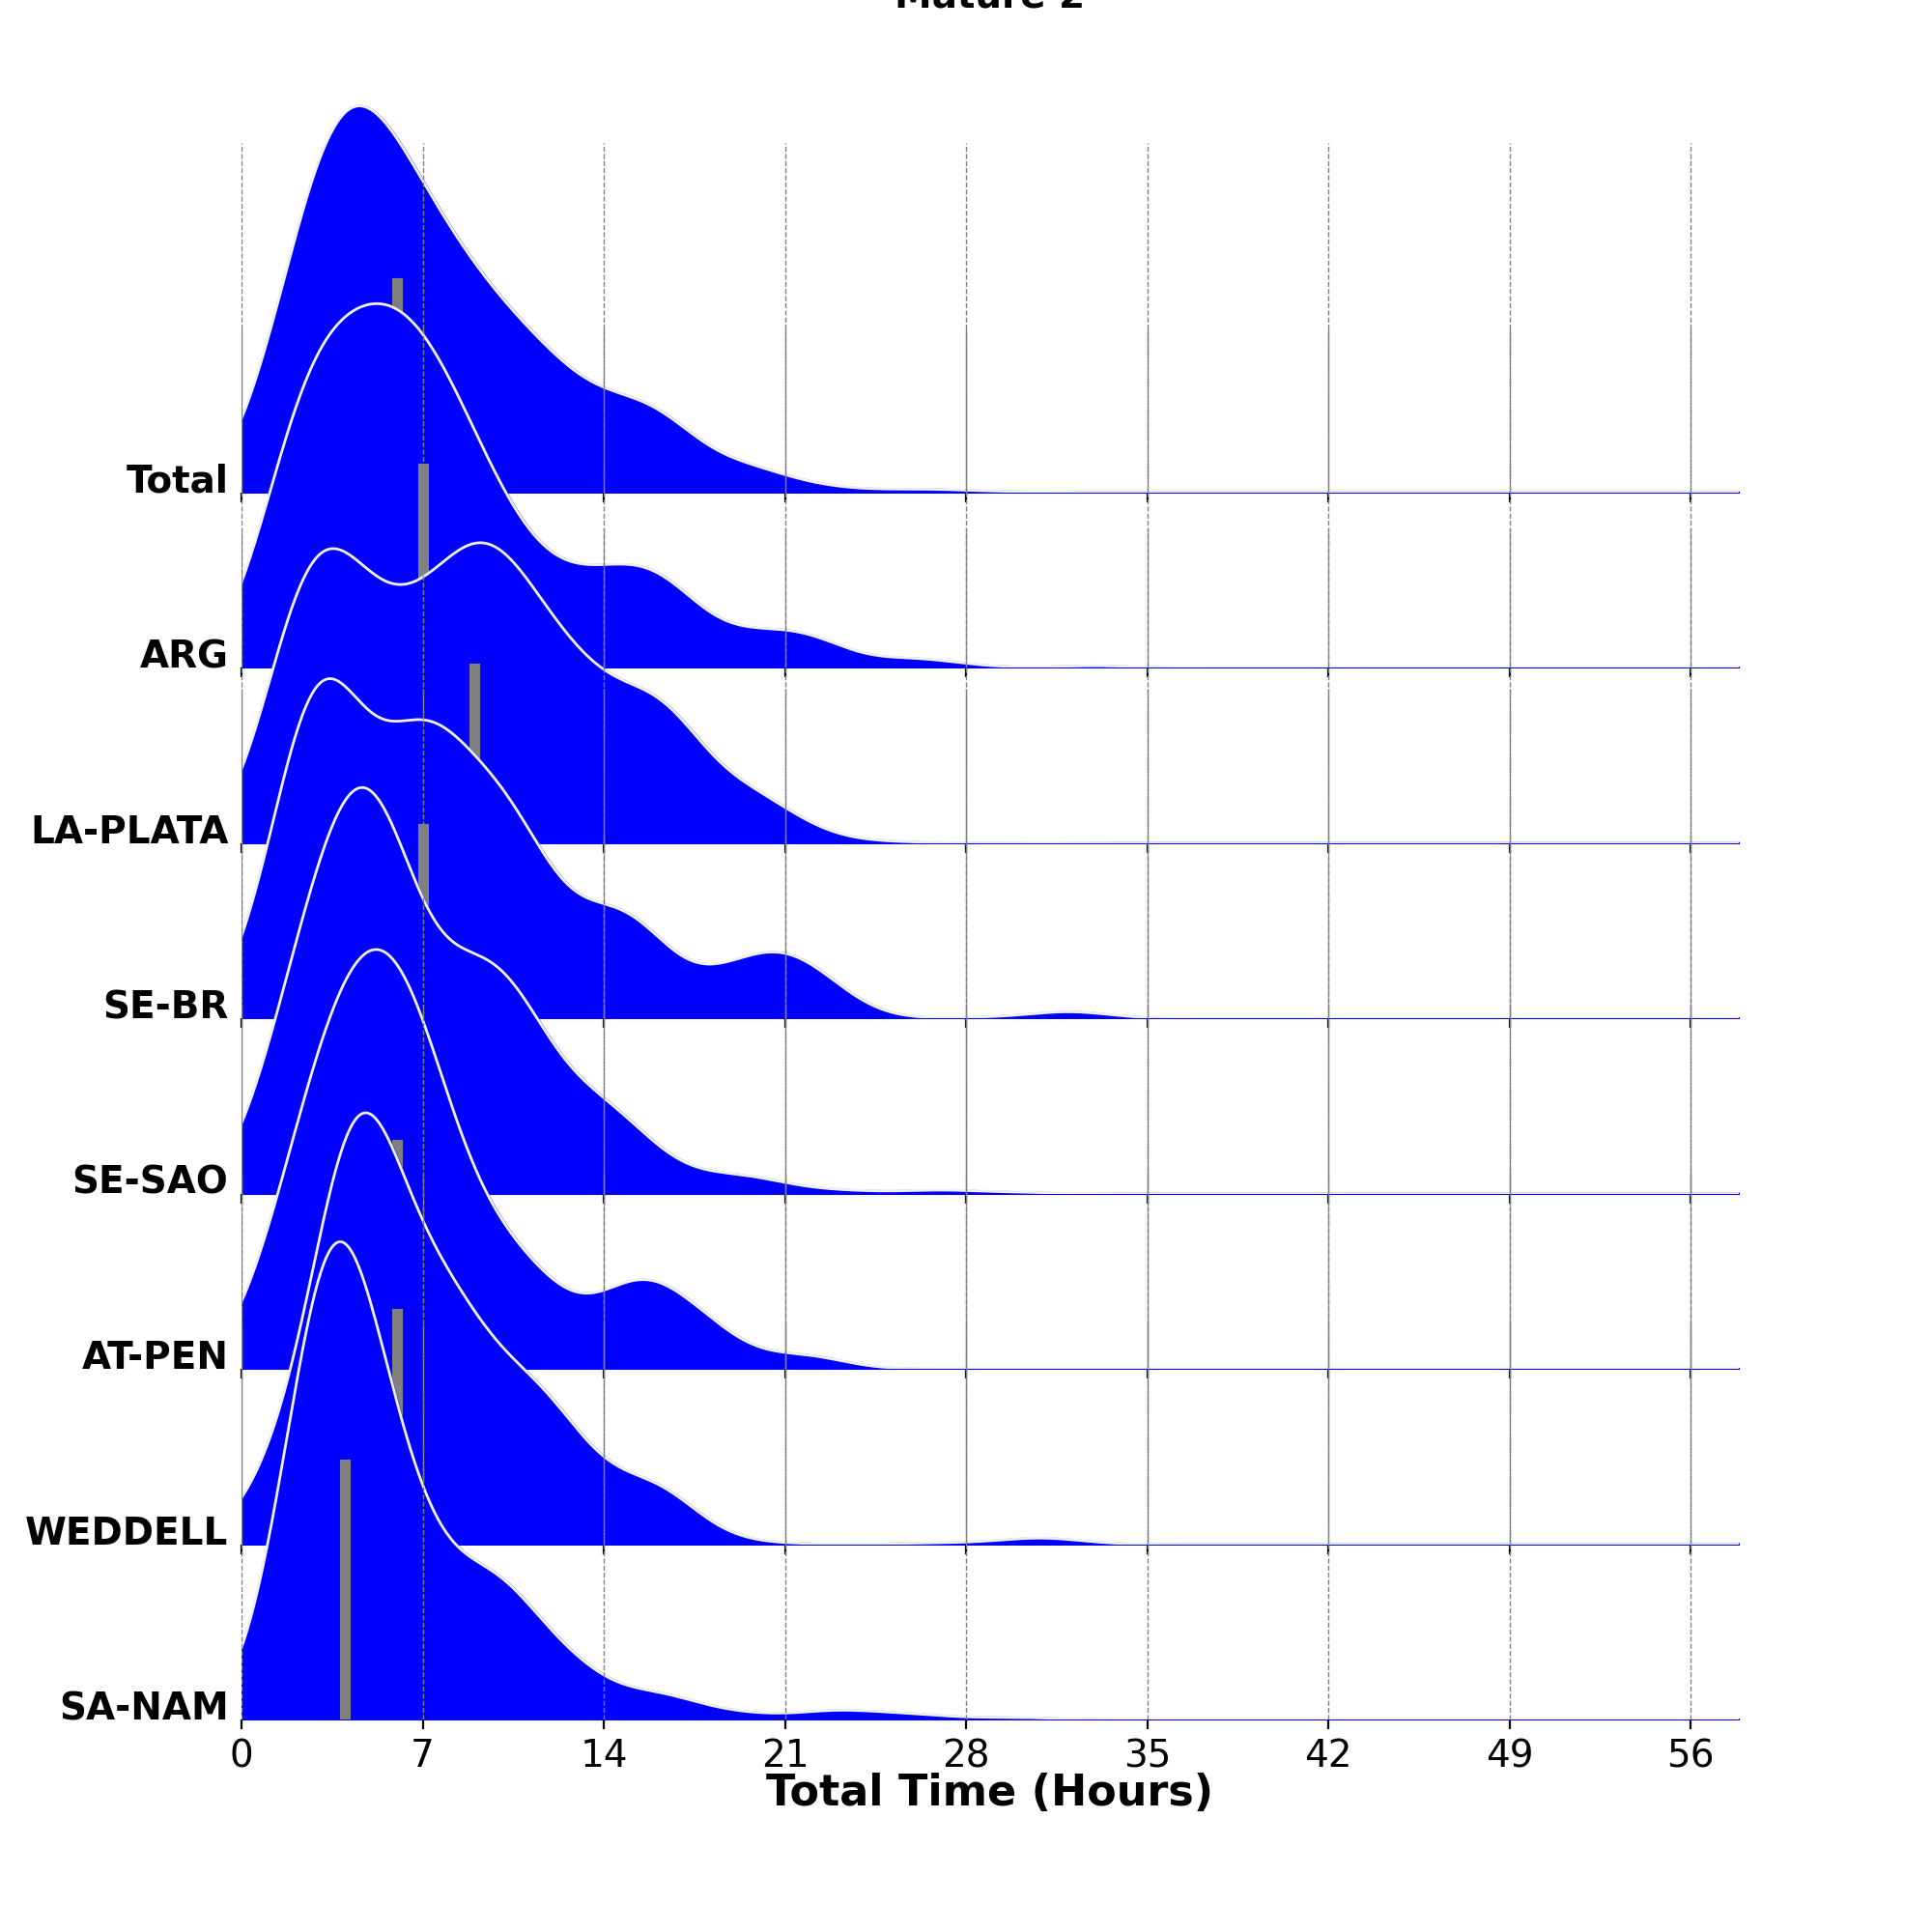 Mature 2
Total
ARG
LA-PLATA
SE-BR
SE-SAO
AT-PEN
WEDDELL
SA-NAM
0 7 14 21 28 35 42 49 56
Total Time (Hours)